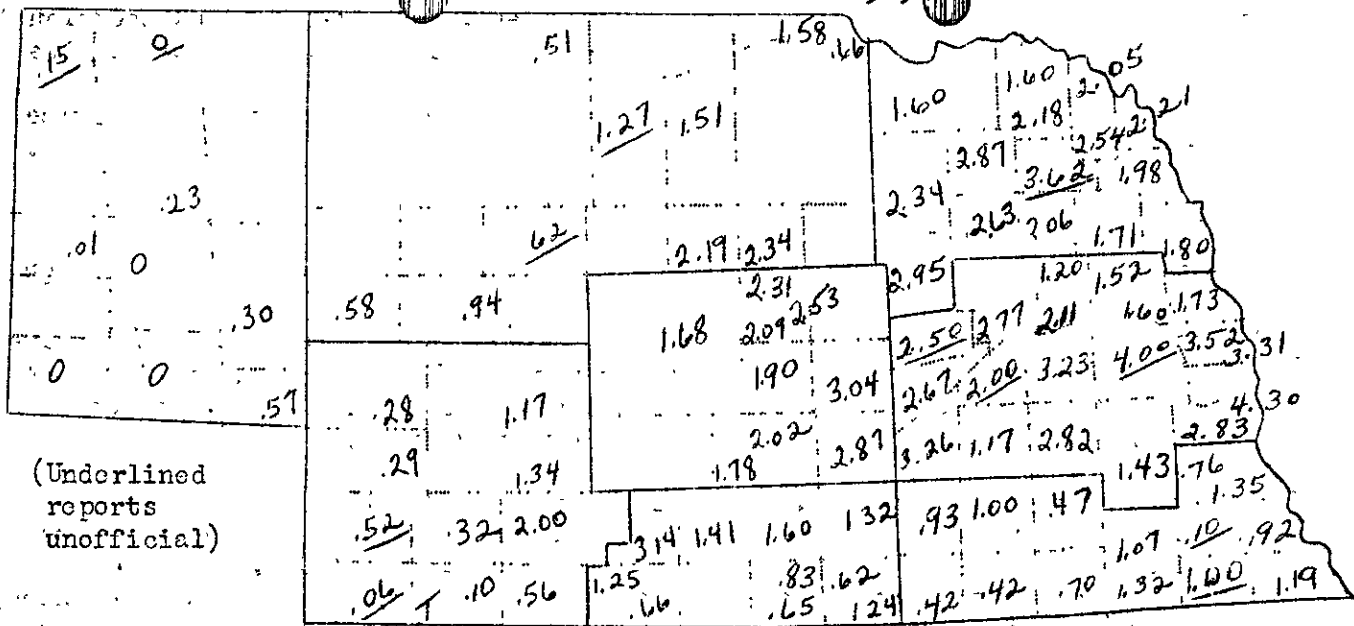 .15 0 .51 1.58 .66
1.60 1.60 2.05
1.27 1.51 2.18 2.21
2.87 2.54
.23 2.34 3.62 1.98
.01 0 .62 2.19 2.34 2.63 2.06 1.71 1.80
.30 .58 .94 2.31 2.95 1.20 1.52
1.68 2.09 2.53 2.50 2.77 2.11 1.60 1.73
0 0 1.90 3.04 2.67 2.00 3.23 4.00 3.52 3.31
.57 .28 1.17 4.30
2.02 2.87 3.26 1.17 2.82 2.83
(Underlined .29 1.34 1.78 1.43 .76
reports 1.35
unofficial) .52 .32 2.00 3.14 1.41 1.60 1.32 .93 1.00 .47
1.07 .10 .92
.06 T .10 .56 1.25 .83 .62
.66 .65 1.24 .42 .42 .70 1.32 1.00 1.19